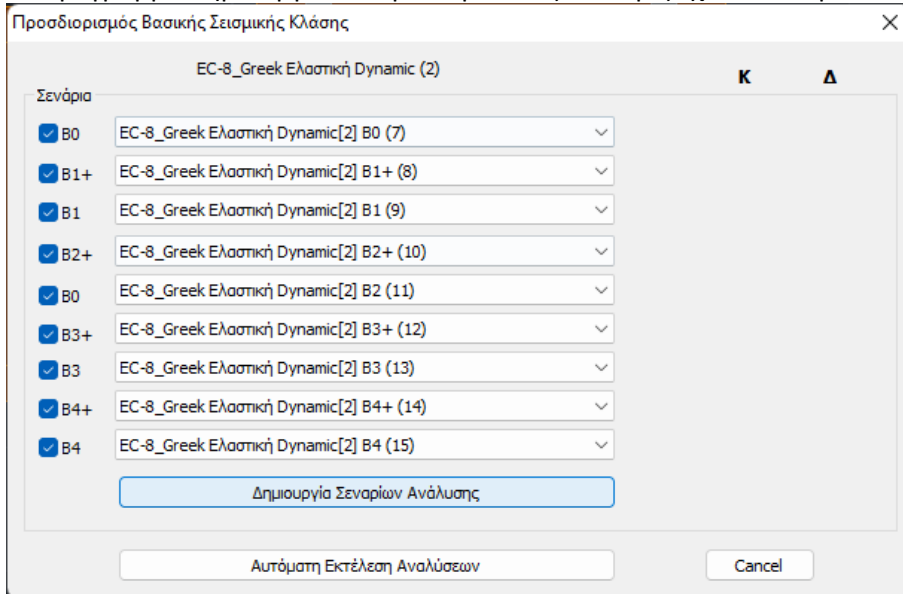 Προσδιορισμός Βασικής Σεισμικής Κλάσης
EC-8_Greek Ελαστική Dynamic (2)
Κ Δ
Σενάρια
B0 EC-8_Greek Ελαστική Dynamic[2] B0 (7)
B1+ EC-8_Greek Ελαστική Dynamic[2] B1+ (8)
B1 EC-8_Greek Ελαστική Dynamic[2] B1 (9)
B2+ EC-8_Greek Ελαστική Dynamic[2] B2+ (10)
B0 EC-8_Greek Ελαστική Dynamic[2] B2 (11)
B3+ EC-8_Greek Ελαστική Dynamic[2] B3+ (12)
B3 EC-8_Greek Ελαστική Dynamic[2] B3 (13)
B4+ EC-8_Greek Ελαστική Dynamic[2] B4+ (14)
B4 EC-8_Greek Ελαστική Dynamic[2] B4 (15)
Δημιουργία Σεναρίων Ανάλυσης
Αυτόματη Εκτέλεση Αναλύσεων
Cancel